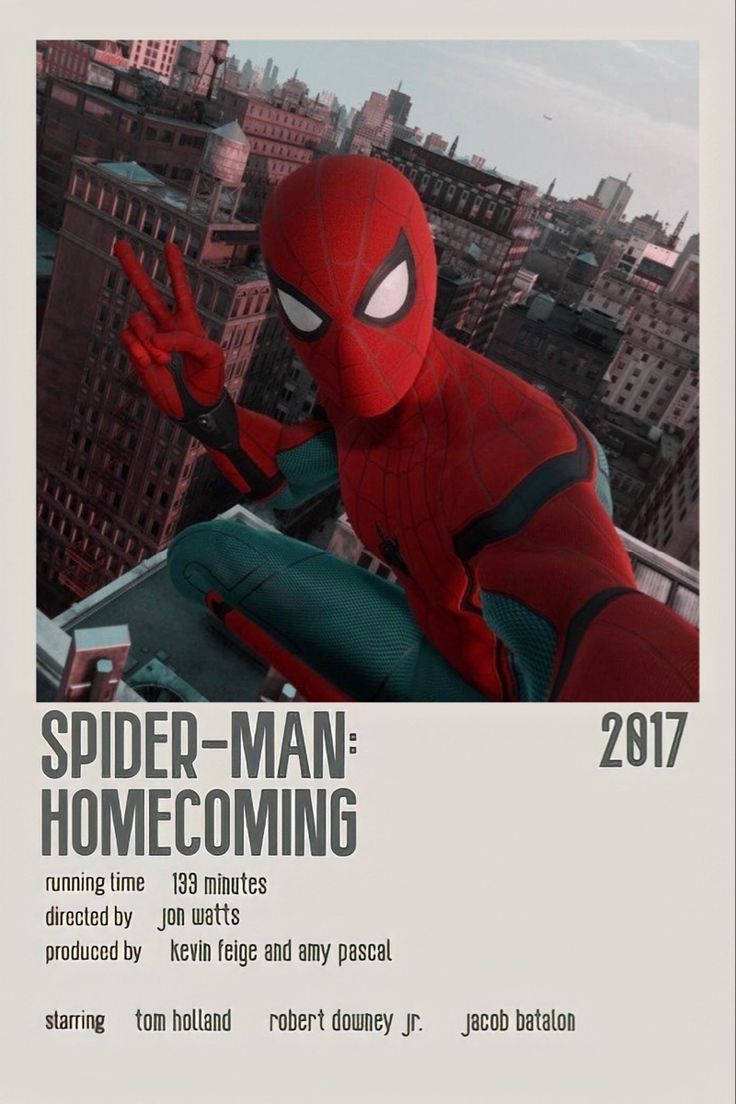 SPIDER-MAN: 2017
HOMECOMING
running time 133 minutes
directed by jon watts
produced by kevin feige and amy pascal
starring tom holland robert downey jr. jacob batalon